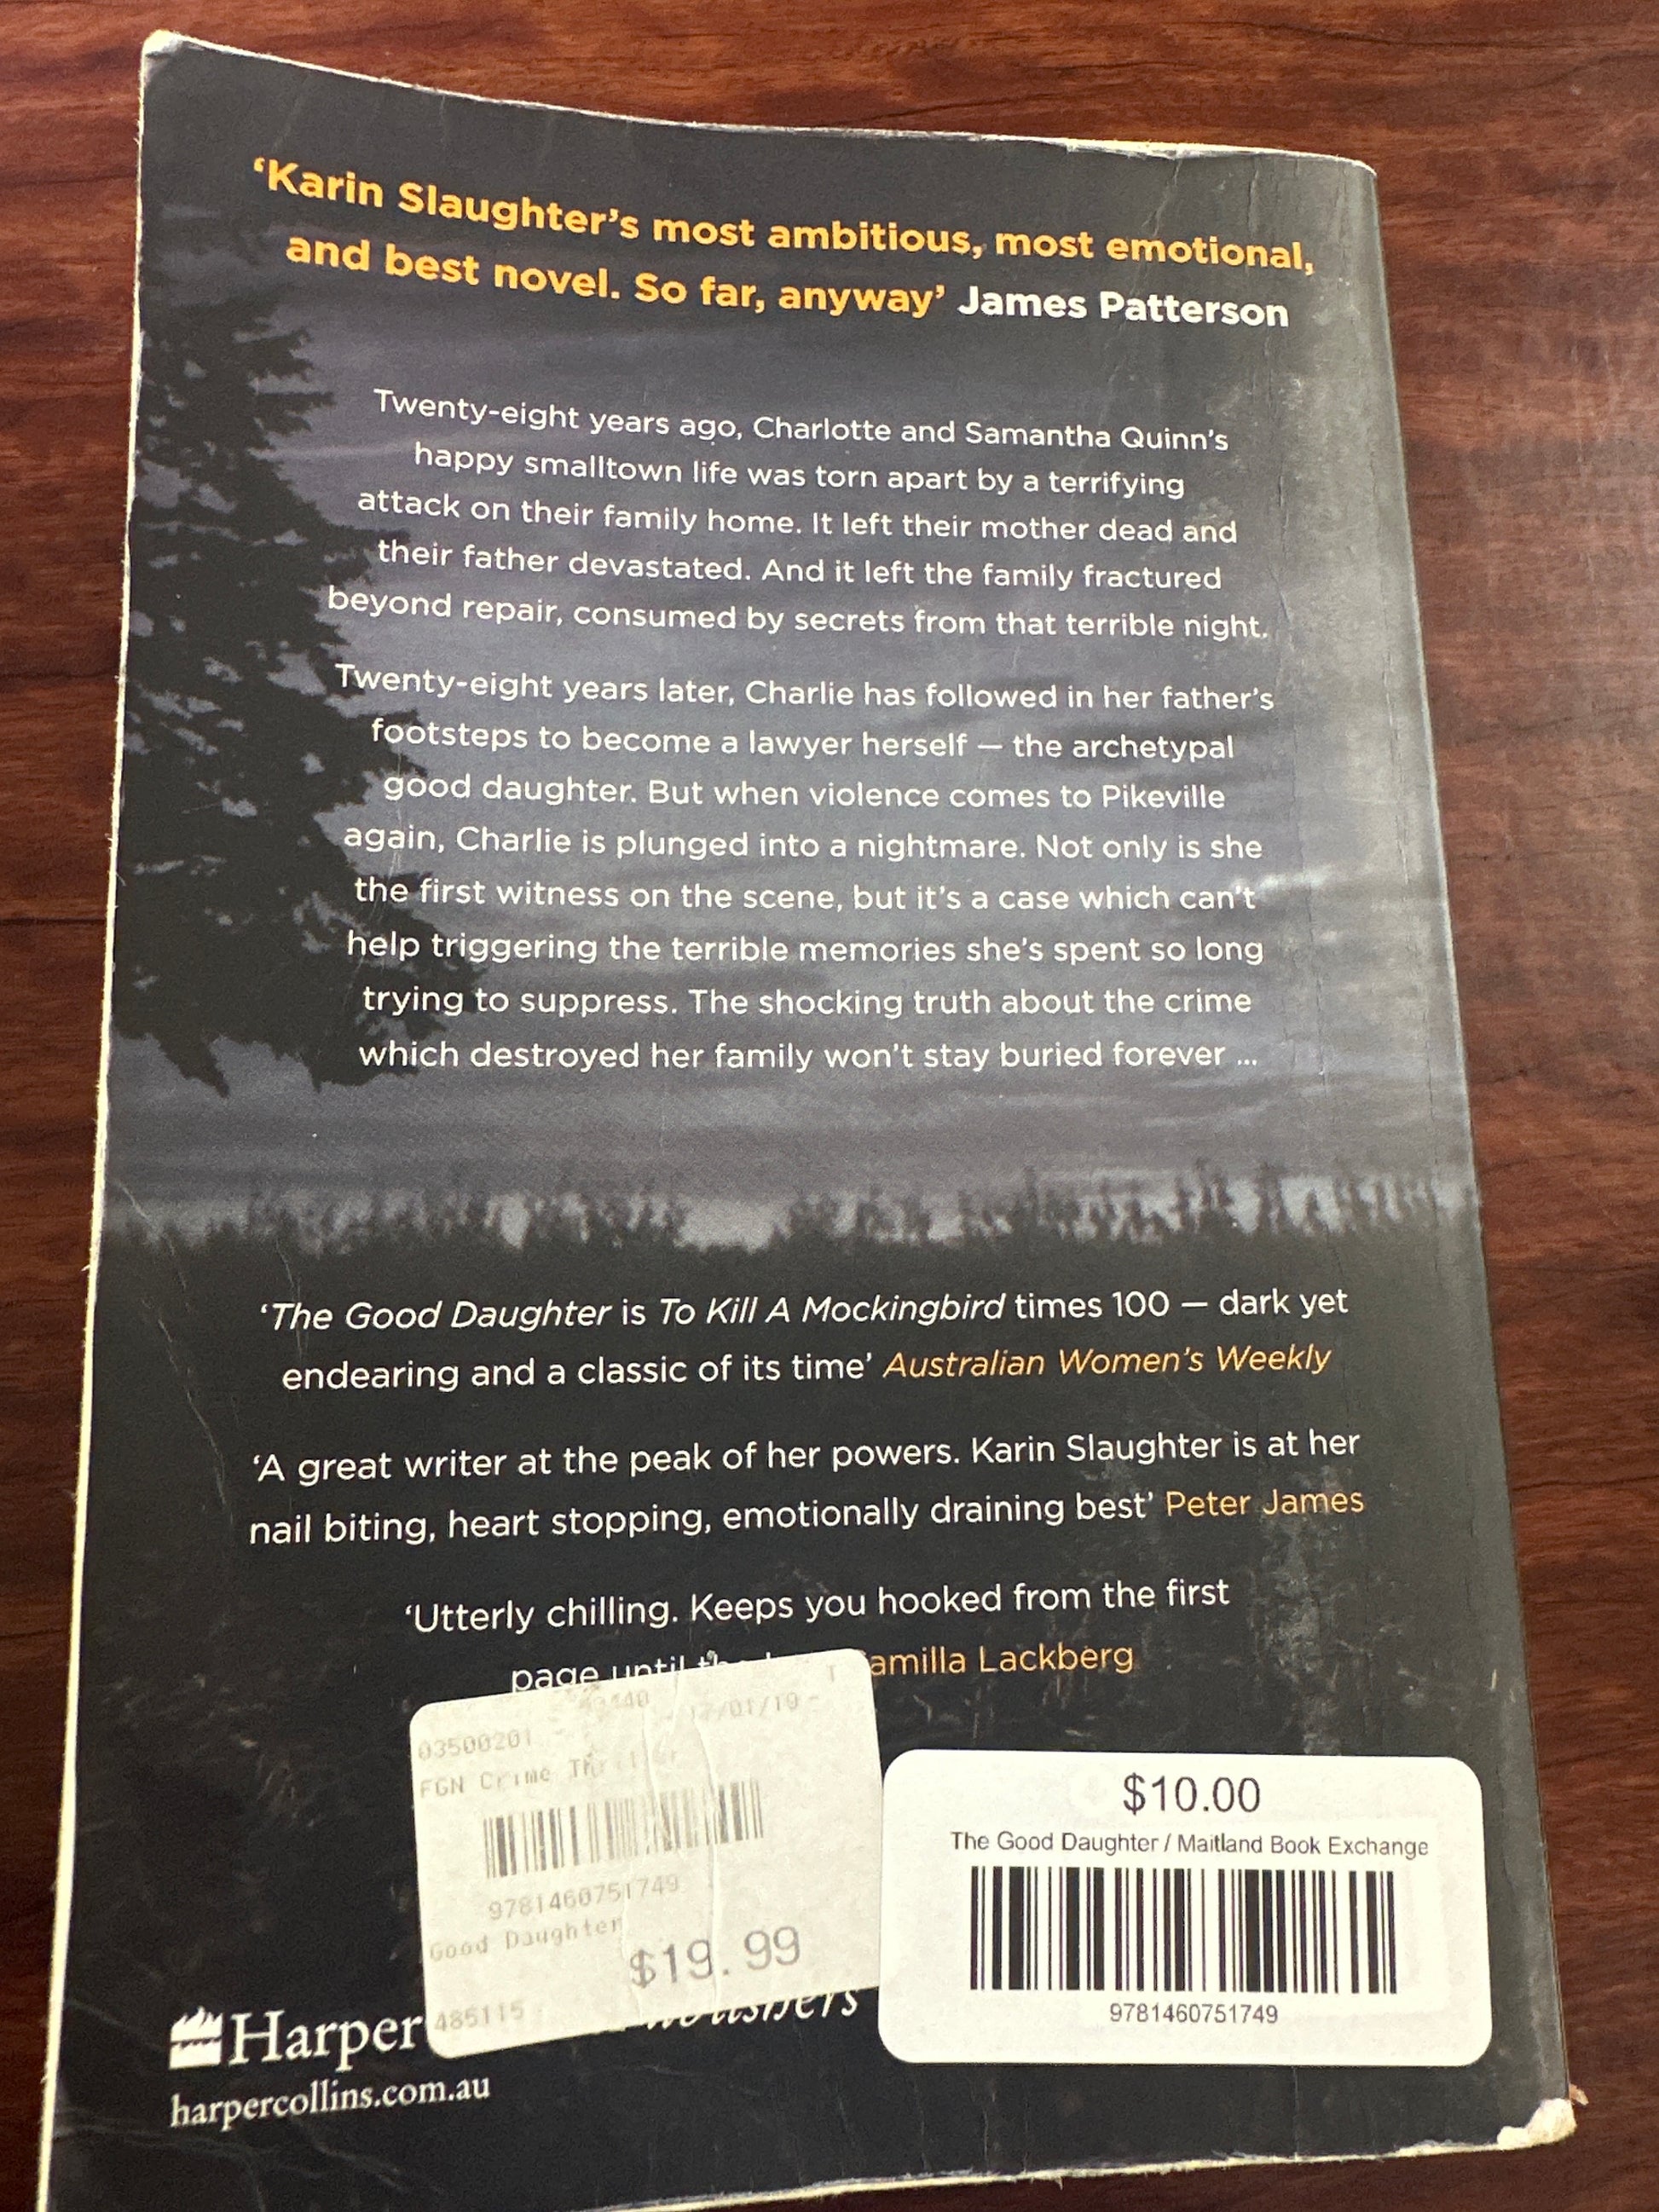 ‘Karin Slaughter’s most ambitious, most emotional,
and best novel. So far, anyway’ James Patterson
Twenty-eight years ago, Charlotte and Samantha Quinn’s
happy smalltown life was torn apart by a terrifying
attack on their family home. It left their mother dead and
their father devastated. And it left the family fractured
beyond repair, consumed by secrets from that terrible night.
Twenty-eight years later, Charlie has followed in her father’s
footsteps to become a lawyer herself — the archetypal
good daughter. But when violence comes to Pikeville
again, Charlie is plunged into a nightmare. Not only is she
the first witness on the scene, but it’s a case which can’t
help triggering the terrible memories she’s spent so long
trying to suppress. The shocking truth about the crime
which destroyed her family won’t stay buried forever ...
‘The Good Daughter is To Kill A Mockingbird times 100 — dark yet
endearing and a classic of its time’ Australian Women’s Weekly
‘A great writer at the peak of her powers. Karin Slaughter is at her
nail biting, heart stopping, emotionally draining best’ Peter James
‘Utterly chilling. Keeps you hooked from the first
page until amilla Lackberg
03500201
FGN Crime
9781460751749
Good Daughter
$19.99
485115
$10.00
The Good Daughter / Maitland Book Exchange
9781460751749
Harper
harpercollins.com.au